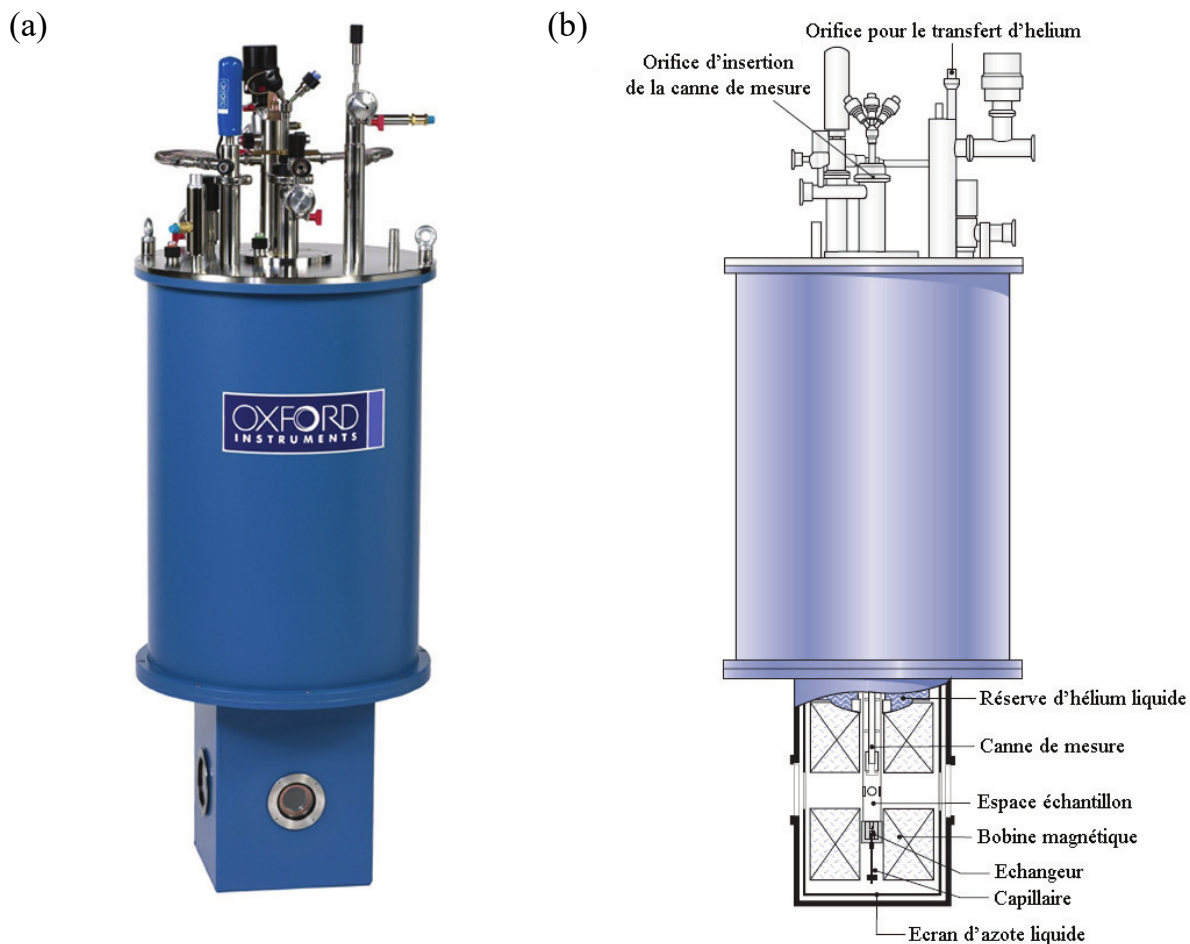 (a)
(b)
Orifice pour le transfert d'helium
Orifice d'insertion
de la canne de mesure
OXFORD
OXFORD
INSTRUMENTS
Réserve d'hélium liquide
Canne de mesure
Espace échantillon
Bobine magnétique
Echangeur
Capillaire
Ecran d'azote liquide